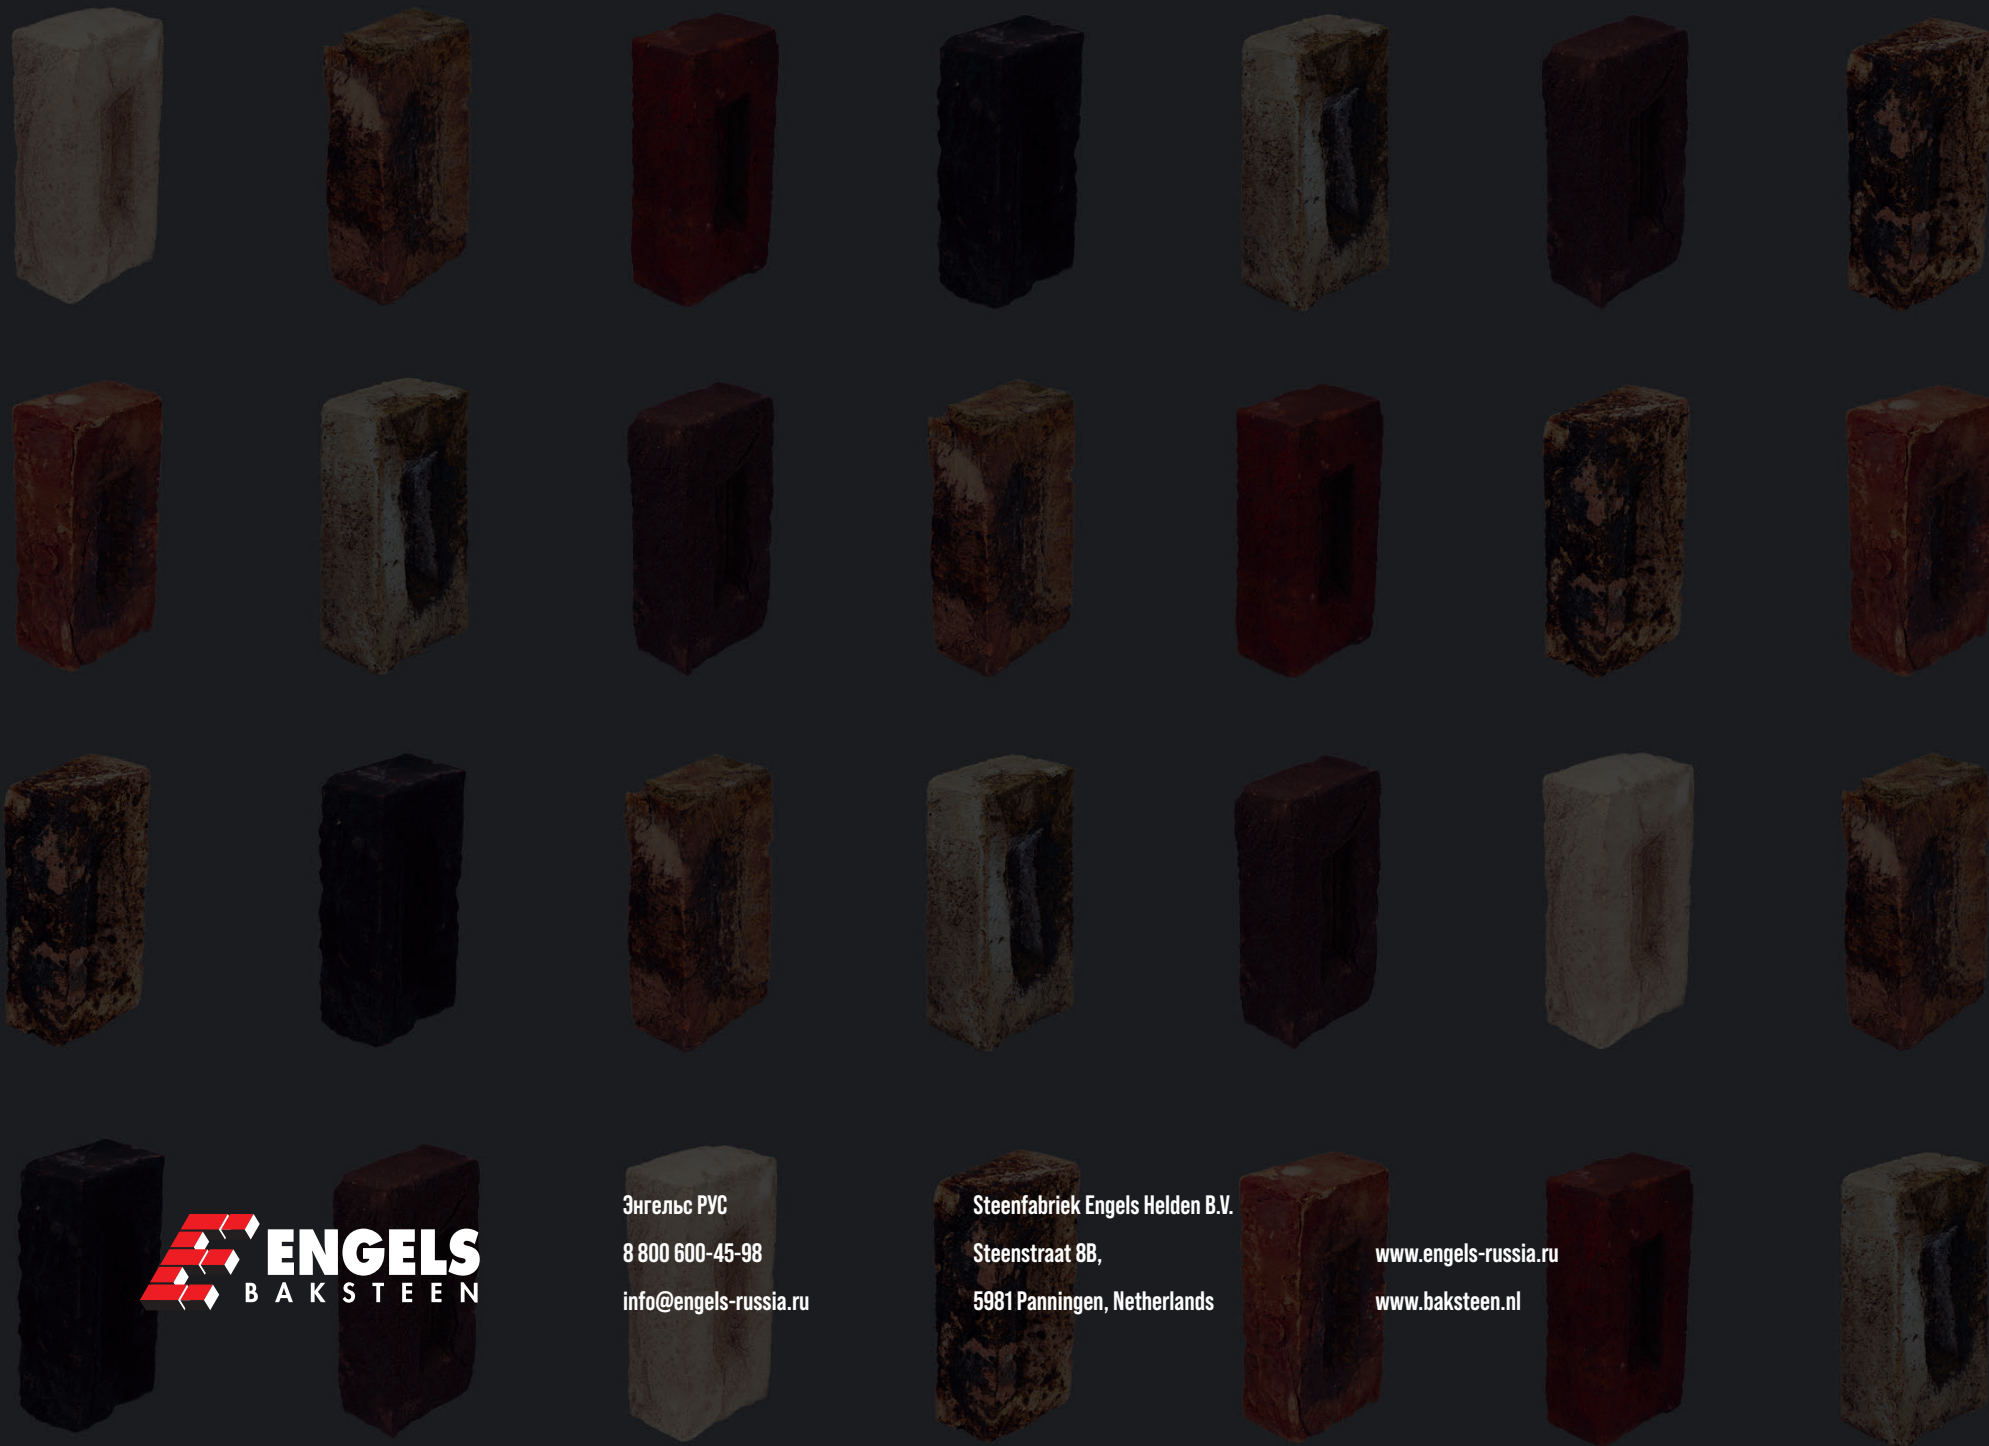 ENGELS
BAKSTEEN
Энгельс РУС
8 800 600-45-98
info@engels-russia.ru
Steenfabriek Engels Helden B.V.
Steenstraat 8B,
5981 Panningen, Netherlands
www.engels-russia.ru
www.baksteen.nl